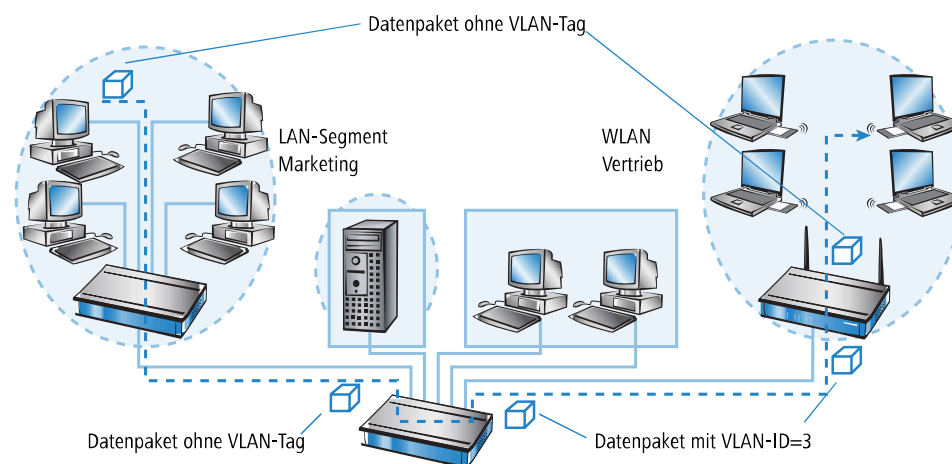 Datenpaket ohne VLAN-Tag
LAN-Segment
Marketing
WLAN
Vertrieb
Datenpaket ohne VLAN-Tag
Datenpaket mit VLAN-ID=3